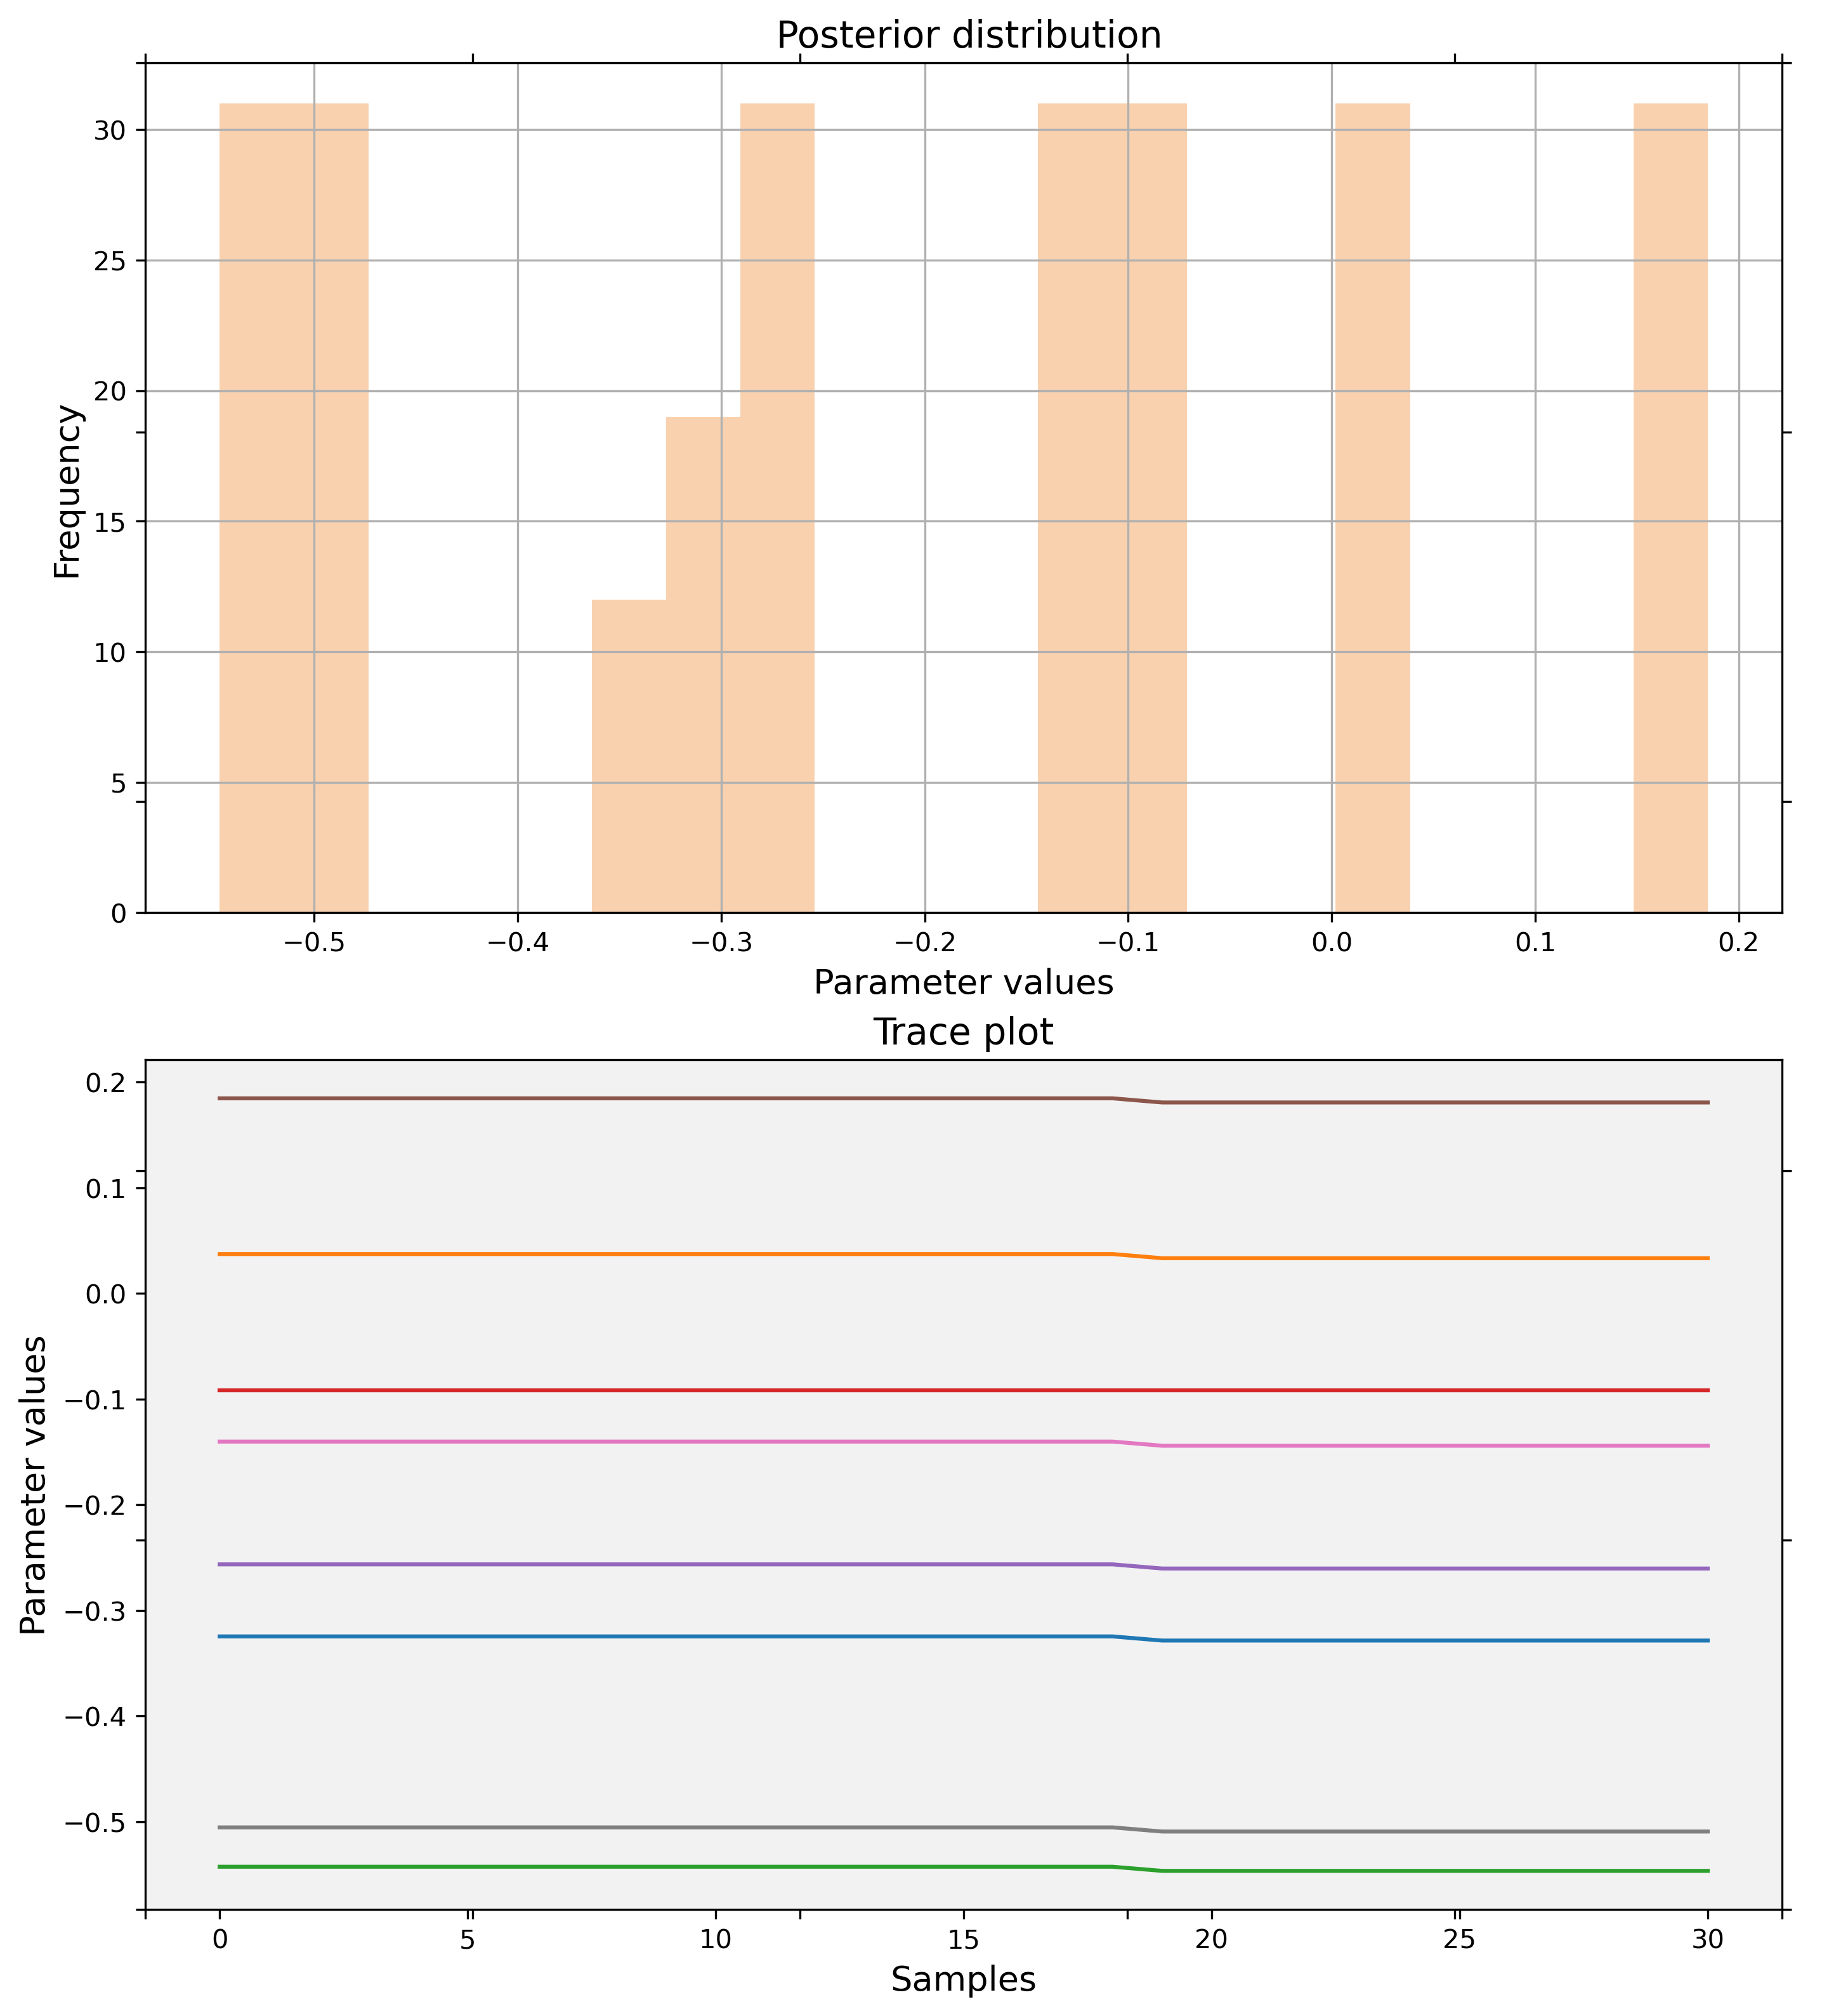 Posterior distribution
30
25
20
15
10
5
0
Frequency
−0.5 −0.4 −0.3 −0.2 −0.1 0.0 0.1 0.2
Parameter values
Trace plot
0.2
0.1
0.0
−0.1
−0.2
−0.3
−0.4
−0.5
Parameter values
0 5 10 15 20 25 30
Samples